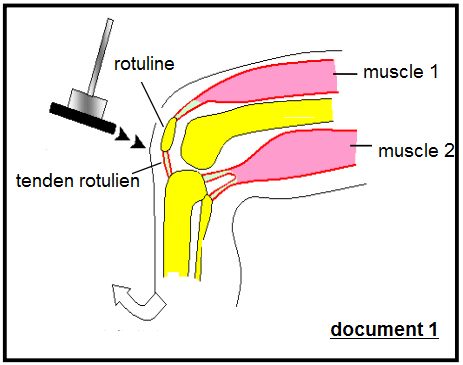 rotuline
muscle 1
muscle 2
tenden rotulien
document 1